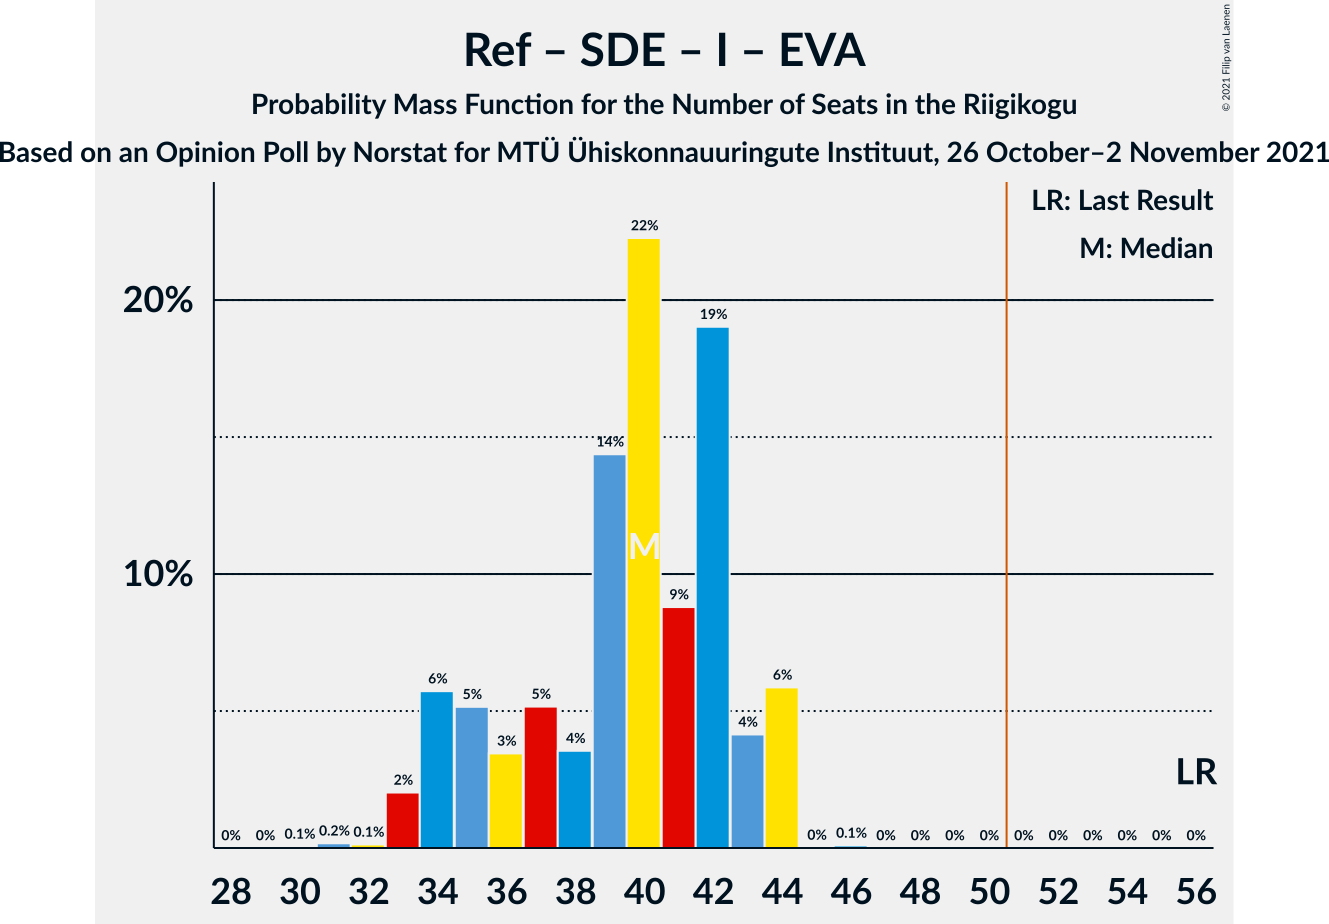 Ref – SDE – I – EVA
Probability Mass Function for the Number of Seats in the Riigikogu
Based on an Opinion Poll by Norstat for MTÜ Ühiskonnauuringute Instituut, 26 October–2 November 2021
© 2021 Filip van Laenen
LR: Last Result
M: Median
22%
20%
19%
14%
M
10%
9%
6% 5% 3% 5% 4% 4% 6%
2%
LR
0% 0% 0.1% 0.2% 0.1% 0% 0.1% 0% 0% 0% 0% 0% 0% 0% 0% 0% 0%
28 30 32 34 36 38 40 42 44 46 48 50 52 54 56